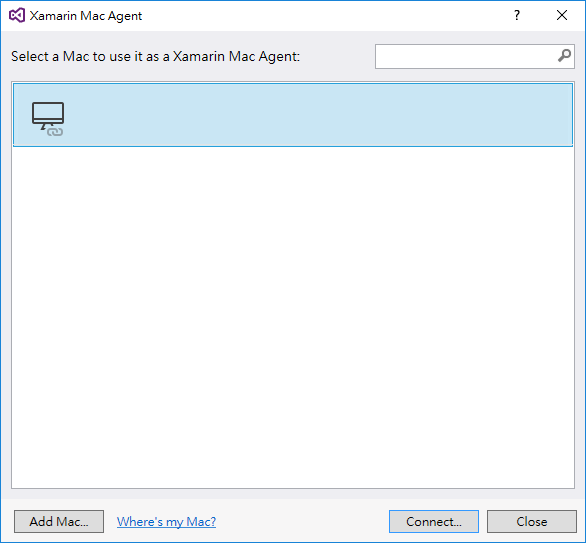 Xamarin Mac Agent
?
Select a Mac to use it as a Xamarin Mac Agent:
Add Mac...
Where's my Mac?
Connect...
Close